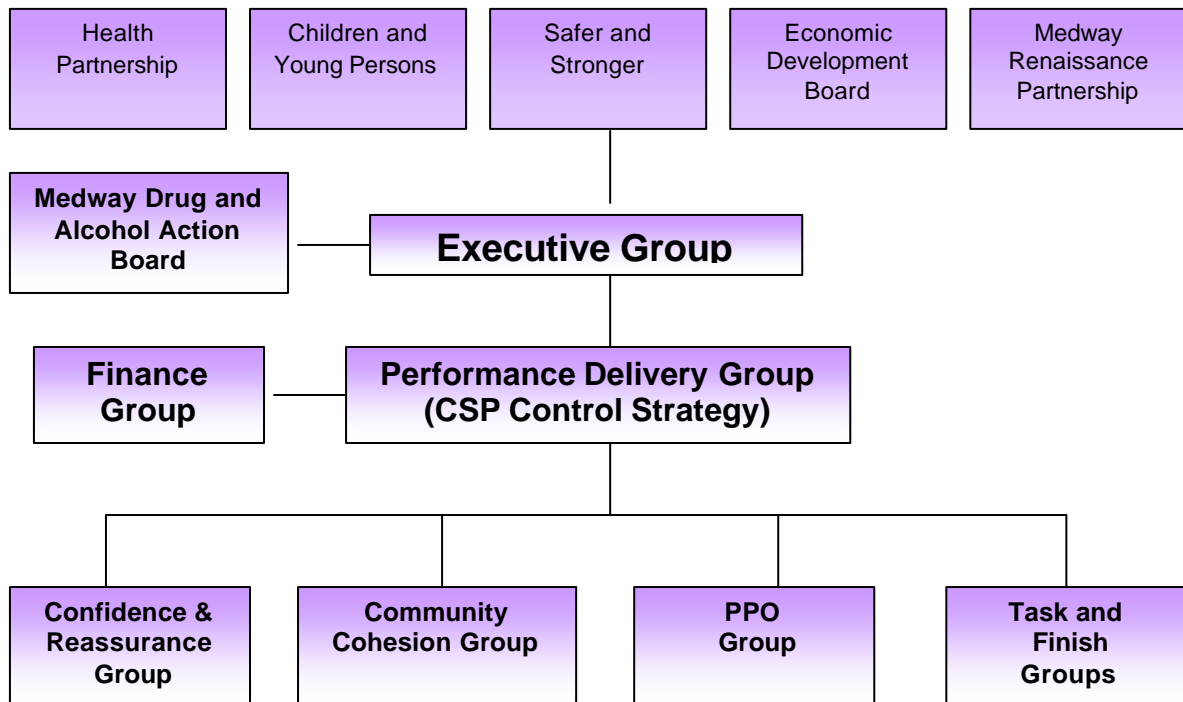 Health
Partnership
Children and
Young Persons
Safer and
Stronger
Economic
Development
Board
Medway
Renaissance
Partnership
Medway Drug and
Alcohol Action
Board
Executive Group
Finance
Group
Performance Delivery Group
(CSP Control Strategy)
Confidence &
Reassurance
Group
Community
Cohesion Group
PPO
Group
Task and
Finish
Groups